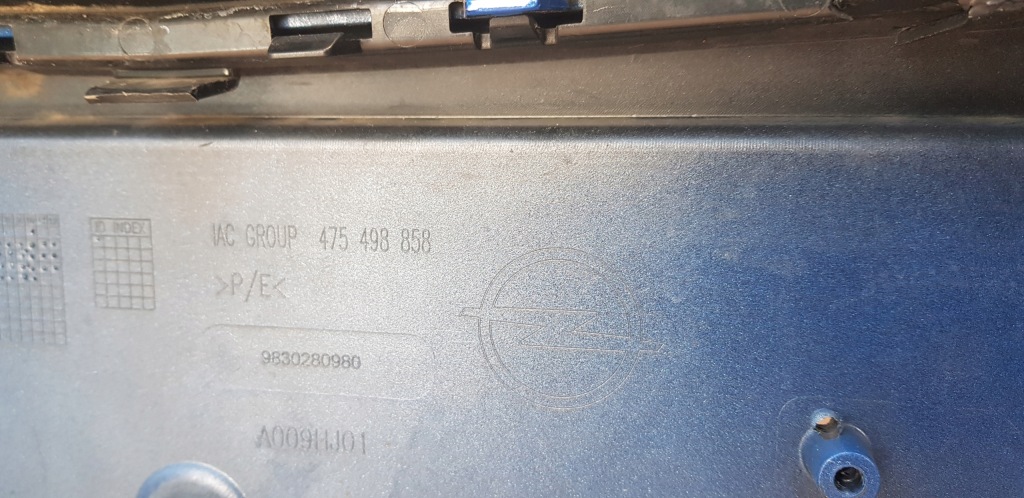 ID INDEX
IAC GROUP 475 498 858
>P/E<
9830280980
A009HJ01